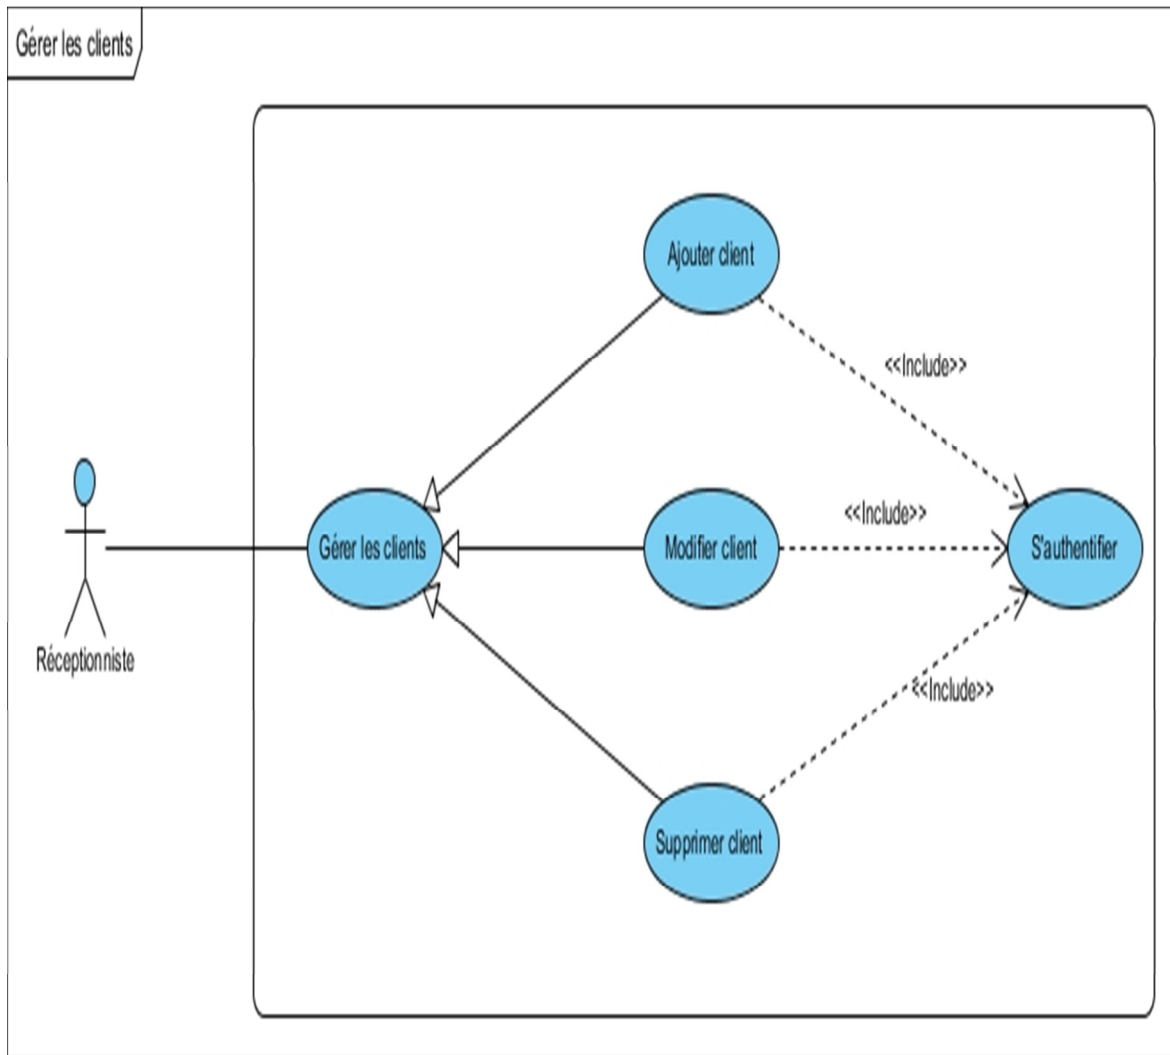 Gérer les clients
Ajouter client
<<Include>>
Gérer les clients
Modifier client
<<Include>>
S'authentifier
Réceptionniste
<<Include>>
Supprimer client